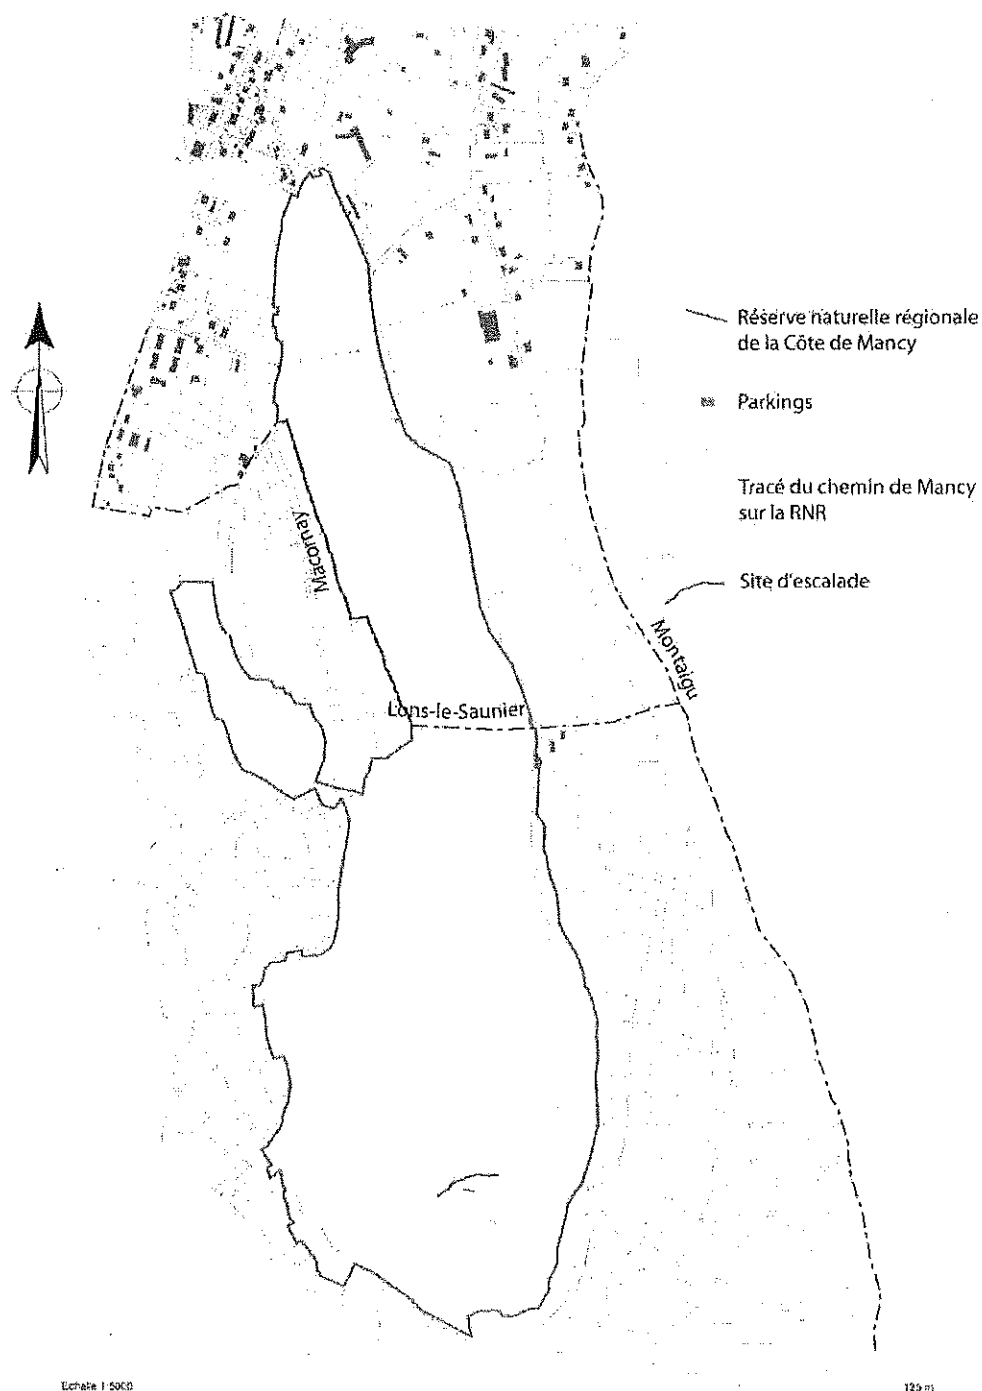 Réserve naturelle régionale
de la Côte de Mancy
Parkings
Tracé du chemin de Mancy
sur la RNR
Macornay
Site d'escalade
Montaigu
Lons-le-Saunier
Echelle 1:5000
125 m